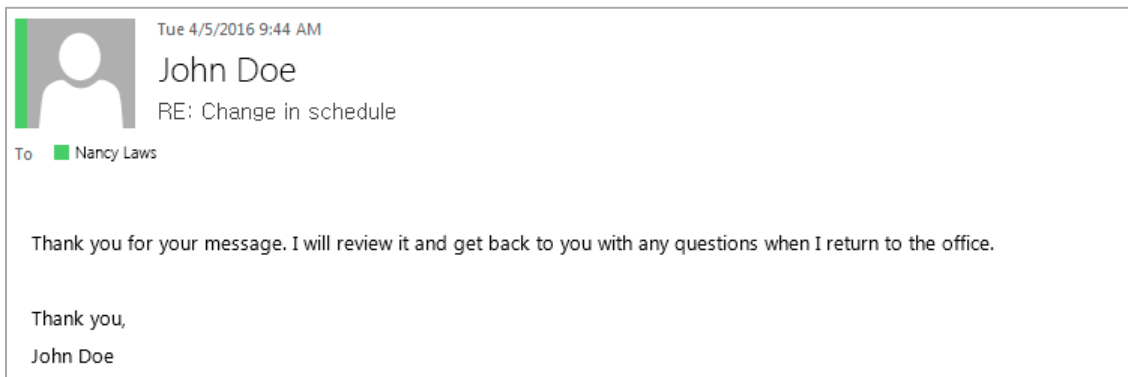 Tue 4/5/2016 9:44 AM
John Doe
RE: Change in schedule
To Nancy Laws
Thank you for your message. I will review it and get back to you with any questions when I return to the office.
Thank you,
John Doe